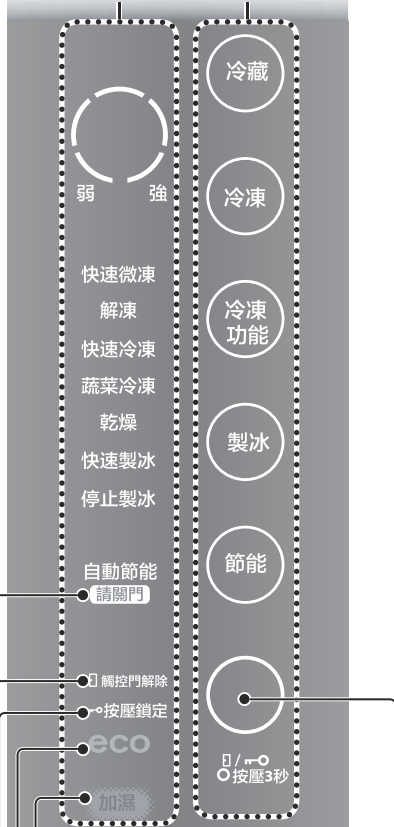 弱 強
快速微凍
解凍
快速冷凍
蔬菜冷凍
乾燥
快速製冰
停止製冰
自動節能
請關門
觸控門解除
按壓鎖定
eco
加濕
冷藏
冷凍
冷凍
功能
製冰
節能
/
按壓3秒